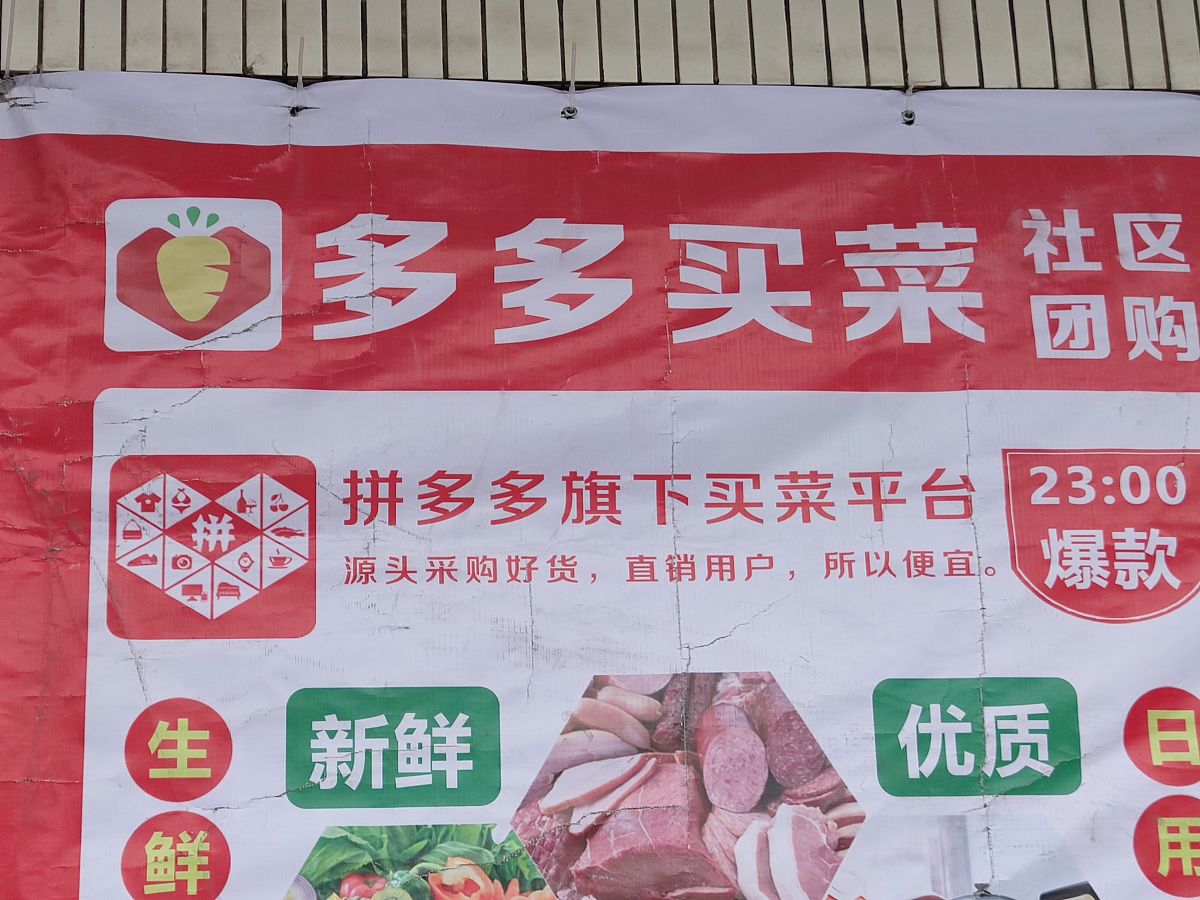 多多买菜
社区
团购
拼
拼多多旗下买菜平台
源头采购好货，直销用户，所以便宜。
23:00
爆款
生鲜
新鲜
优质
日用